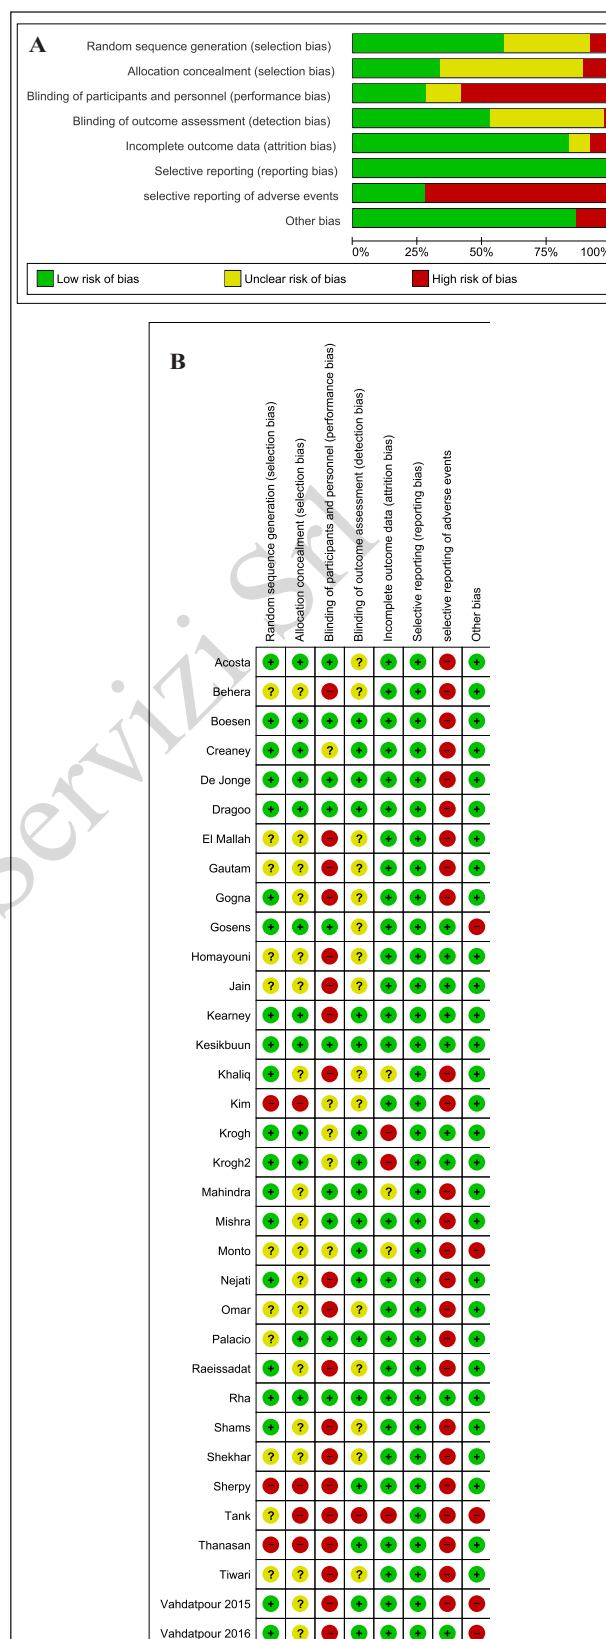 A
Random sequence generation (selection bias)
Allocation concealment (selection bias)
Blinding of participants and personnel (performance bias)
Blinding of outcome assessment (detection bias)
Incomplete outcome data (attrition bias)
Selective reporting (reporting bias)
selective reporting of adverse events
Other bias
0% 25% 50% 75% 100%
Low risk of bias Unclear risk of bias High risk of bias
B
Random sequence generation (selection bias)
Allocation concealment (selection bias)
Blinding of participants and personnel (performance bias)
Blinding of outcome assessment (detection bias)
Incomplete outcome data (attrition bias)
Selective reporting (reporting bias)
selective reporting of adverse events
Other bias
Acosta + + + ? + + - +
Behera ? ? - ? + + - +
Boesen + + + + + + - +
Creaney + + ? + + + - +
De Jonge + + + + + + - +
Dragoo + + + + + + - +
El Mallah ? ? - ? + + - +
Gautam ? ? - ? + + - +
Gogna + ? - ? + + - +
Gosens + + + ? + + + -
Homayouni ? ? - ? + + + +
Jain ? ? - ? + + + +
Kearney + + - + + + + +
Kesikbuun + + + + + + + +
Khaliq + ? - ? ? + - +
Kim - - ? ? + + - +
Krogh + + ? + - + + +
Krogh2 + + ? + - + + +
Mahindra + ? + + ? + - +
Mishra + ? + + + + - +
Monto ? ? ? + ? + - -
Nejati + ? - + + + - +
Omar ? ? - ? + + - +
Palacio ? + + + + + - +
Raeissadat + ? - ? + + - +
Rha + + + + + + + +
Shams + ? - ? + + - +
Shekhar ? ? - ? + + - +
Sherpy - - - + + + - +
Tank ? - - - - + - -
Thanasan - - - + + + - +
Tiwari ? ? - ? + + - +
Vahdatpour 2015 + ? - + + + - -
Vahdatpour 2016 + ? - + + + + -
Servizi Srl